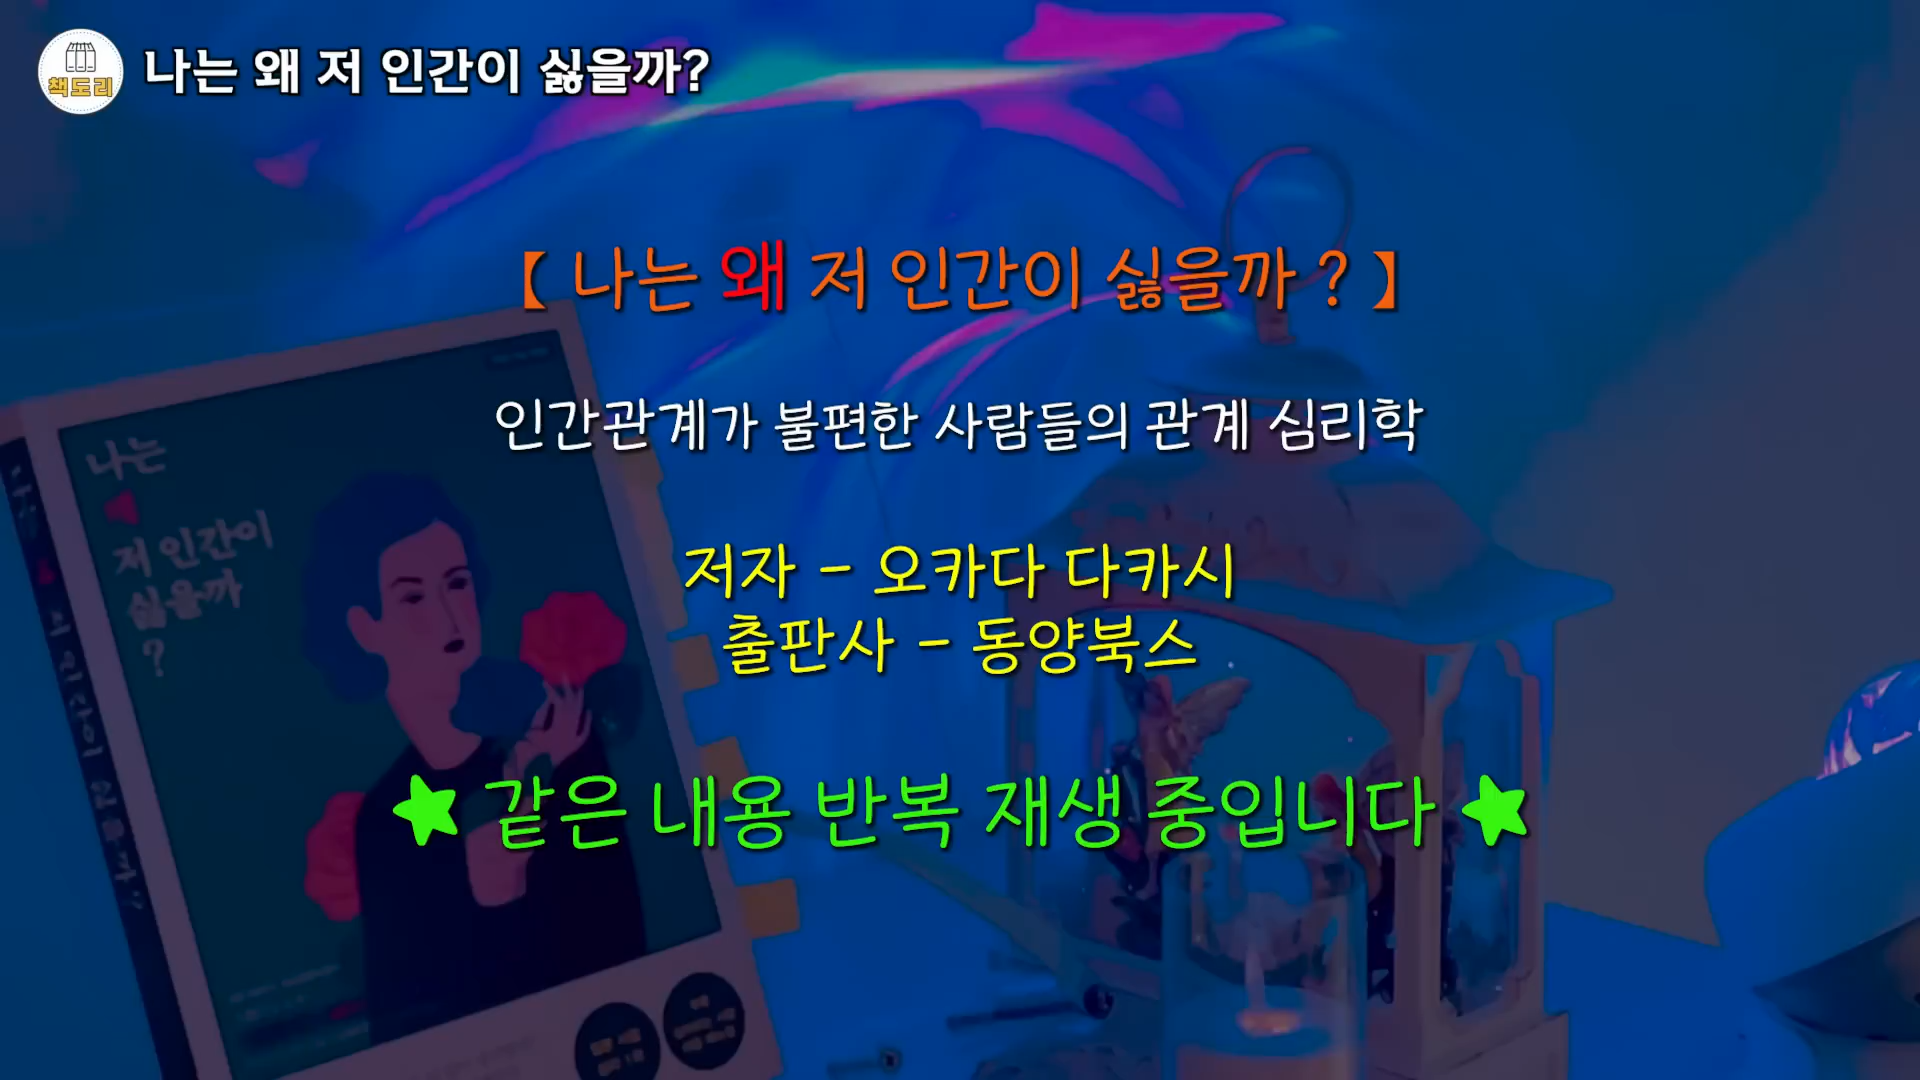 책도리
나는 왜 저 인간이 싫을까?
【 나는 왜 저 인간이 싫을까 ? 】
인간관계가 불편한 사람들의 관계 심리학
저자 - 오카다 다카시
출판사 - 동양북스
★ 같은 내용 반복 재생 중입니다 ★
나는
저 인간이
싫을까
?